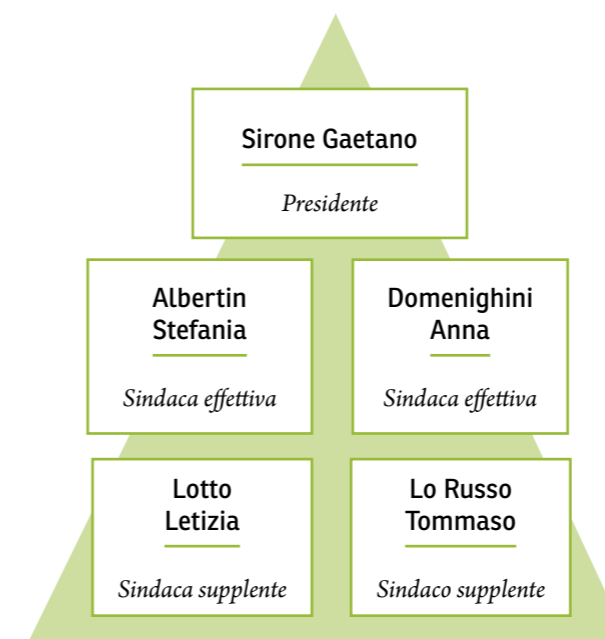 Sirone Gaetano
Presidente
Albertin
Stefania
Sindaca effettiva
Domenighini
Anna
Sindaca effettiva
Lotto
Letizia
Sindaca supplente
Lo Russo
Tommaso
Sindaco supplente